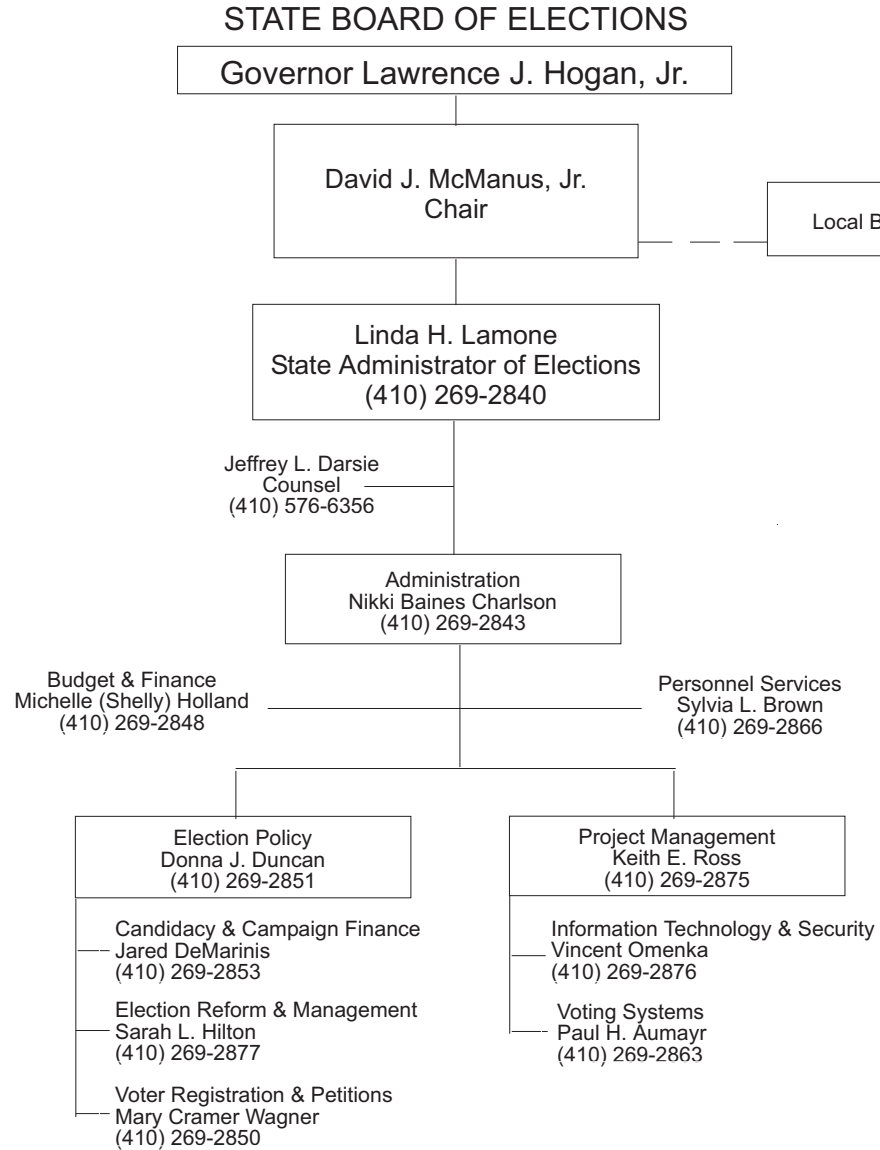 STATE BOARD OF ELECTIONS
Governor Lawrence J. Hogan, Jr.
David J. McManus, Jr.
Chair
Local B
Linda H. Lamone
State Administrator of Elections
(410) 269-2840
Jeffrey L. Darsie
Counsel
(410) 576-6356
Administration
Nikki Baines Charlson
(410) 269-2843
Budget & Finance
Michelle (Shelly) Holland
(410) 269-2848
Personnel Services
Sylvia L. Brown
(410) 269-2866
Election Policy
Donna J. Duncan
(410) 269-2851
Candidacy & Campaign Finance
Jared DeMarinis
(410) 269-2853
Election Reform & Management
Sarah L. Hilton
(410) 269-2877
Voter Registration & Petitions
Mary Cramer Wagner
(410) 269-2850
Project Management
Keith E. Ross
(410) 269-2875
Information Technology & Security
Vincent Omenka
(410) 269-2876
Voting Systems
Paul H. Aumayr
(410) 269-2863